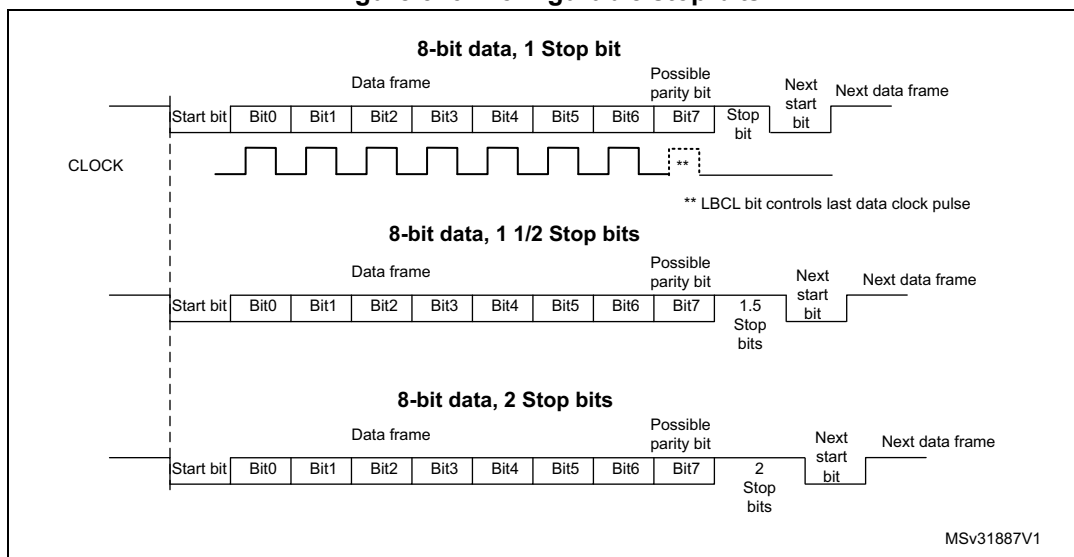 8-bit data, 1 Stop bit
Data frame
Possible
parity bit
Next
start
bit
Next data frame
Start bit Bit0 Bit1 Bit2 Bit3 Bit4 Bit5 Bit6 Bit7 Stop
bit
CLOCK
**
** LBCL bit controls last data clock pulse
8-bit data, 1 1/2 Stop bits
Data frame
Possible
parity bit
Next
start
bit
Next data frame
Start bit Bit0 Bit1 Bit2 Bit3 Bit4 Bit5 Bit6 Bit7 1.5
Stop
bits
8-bit data, 2 Stop bits
Data frame
Possible
parity bit
Next
start
bit
Next data frame
Start bit Bit0 Bit1 Bit2 Bit3 Bit4 Bit5 Bit6 Bit7 2
Stop
bits
MSv31887V1